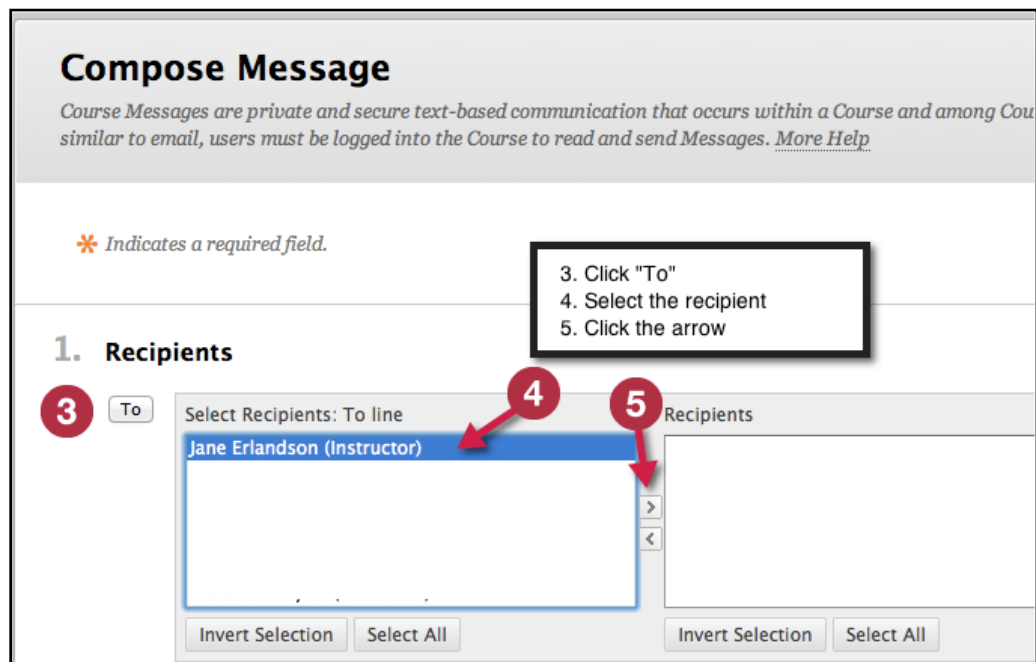 Compose Message
Course Messages are private and secure text-based communication that occurs within a Course and among Cou
similar to email, users must be logged into the Course to read and send Messages. More Help
* Indicates a required field.
3. Click "To"
4. Select the recipient
5. Click the arrow
1. Recipients
3 To
Select Recipients: To line
4
5
Recipients
Jane Erlandson (Instructor)
>
<
Invert Selection Select All
Invert Selection Select All